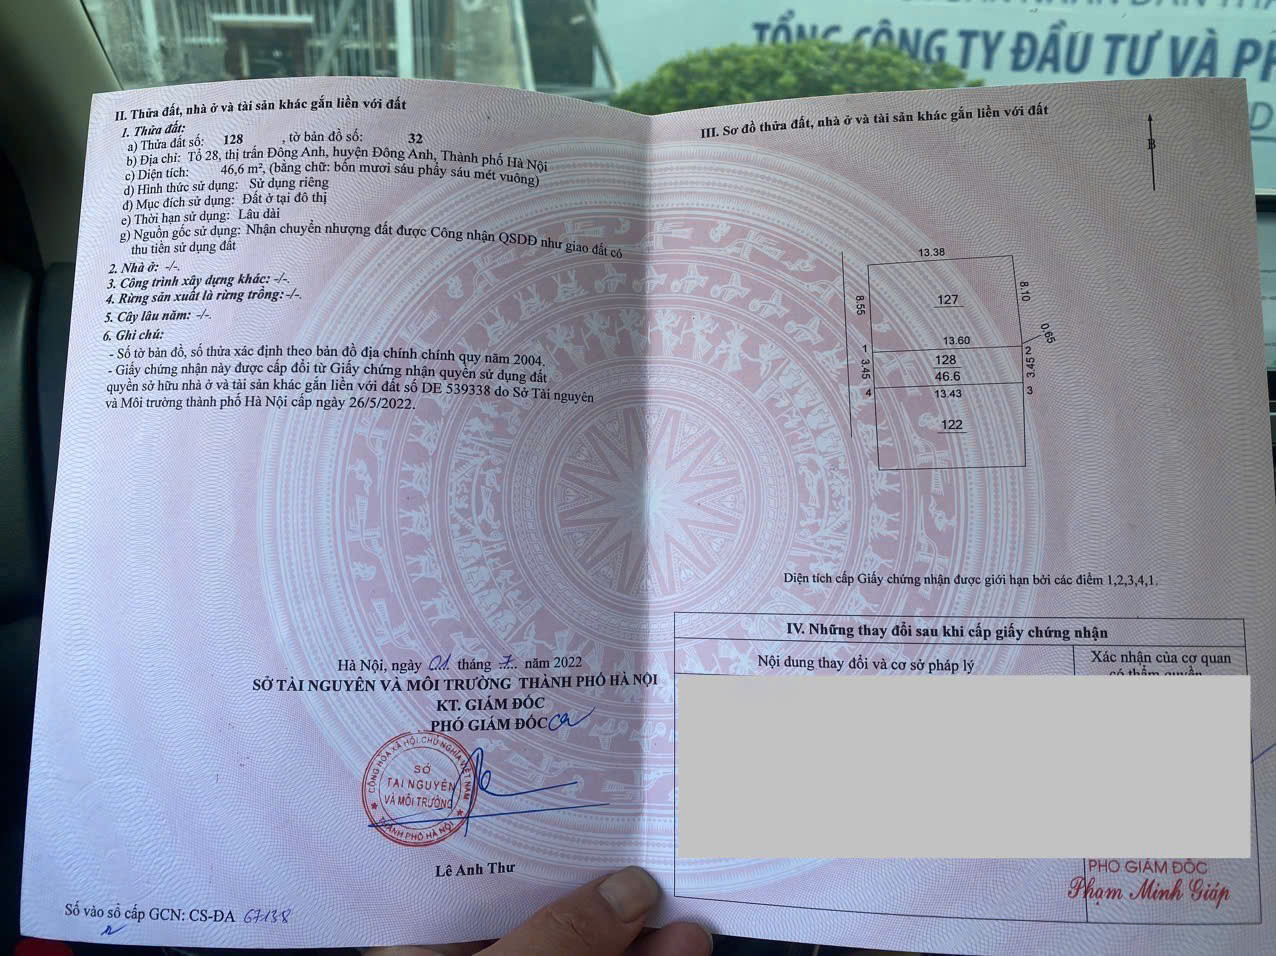 TỔNG CÔNG TY ĐẦU TƯ VÀ
II. Thửa đất, nhà ở và tài sản khác gắn liền với đất
1. Thửa đất:
a) Thửa đất số: 128 , tờ bản đồ số: 32
b) Địa chỉ: Tổ 28, thị trấn Đông Anh, huyện Đông Anh, Thành phố Hà Nội
c) Diện tích: 46,6 m², (bằng chữ: bốn mươi sáu phẩy sáu mét vuông)
d) Hình thức sử dụng: Sử dụng riêng
đ) Mục đích sử dụng: Đất ở tại đô thị
e) Thời hạn sử dụng: Lâu dài
g) Nguồn gốc sử dụng: Nhận chuyển nhượng đất được Công nhận QSDĐ như giao đất có
thu tiền sử dụng đất
2. Nhà ở: -/-.
3. Công trình xây dựng khác: -/-.
4. Rừng sản xuất là rừng trồng: -/-.
5. Cây lâu năm: -/-.
6. Ghi chú:
- Số tờ bản đồ, số thửa xác định theo bản đồ địa chính chính quy năm 2004.
- Giấy chứng nhận này được cấp đổi từ Giấy chứng nhận quyền sử dụng đất
quyền sở hữu nhà ở và tài sản khác gắn liền với đất số DE 539338 do Sở Tài nguyên
và Môi trường thành phố Hà Nội cấp ngày 26/5/2022.
Hà Nội, ngày 01 tháng 7 năm 2022
SỞ TÀI NGUYÊN VÀ MÔI TRƯỜNG THÀNH PHỐ HÀ NỘI
KT. GIÁM ĐỐC
PHÓ GIÁM ĐỐC
CỘNG HÒA XÃ HỘI CHỦ NGHĨA VIỆT NAM
SỞ
TÀI NGUYÊN
VÀ MÔI TRƯỜNG
THÀNH PHỐ HÀ NỘI
Lê Anh Thư
Số vào sổ cấp GCN: CS-ĐA 67138
III. Sơ đồ thửa đất, nhà ở và tài sản khác gắn liền với đất
B
13.38
8.55
127
8.10
0.65
13.60
1
2
3.45
128
46.6
3.45
4
13.43
3
122
Diện tích cấp Giấy chứng nhận được giới hạn bởi các điểm 1,2,3,4,1.
IV. Những thay đổi sau khi cấp giấy chứng nhận
Nội dung thay đổi và cơ sở pháp lý
Xác nhận của cơ quan
có thẩm quyền
PHÓ GIÁM ĐỐC
Phạm Minh Giáp